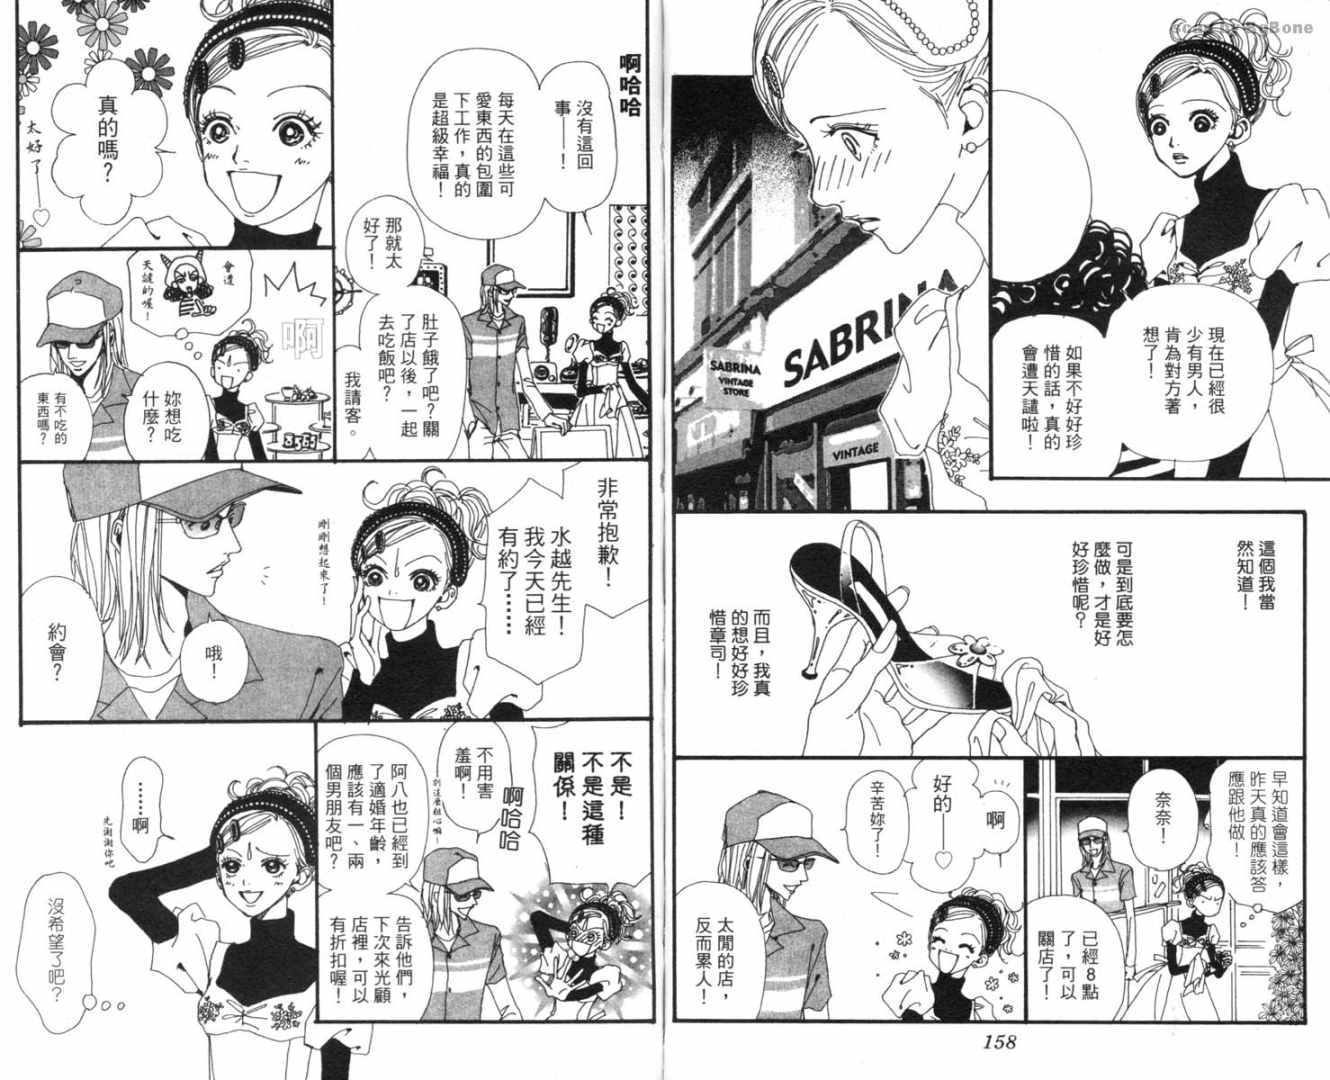 現在已經很
少有男人,
肯為對方著
想了!
如果不好好珍
惜的話,真的
會遭天譴啦!
SABRINA
SABRINA
VINTAGE
STORE
VINTAGE
這個我當
然知道!
可是到底要怎
麼做,才是好
好珍惜呢?
而且,我真
的想好好珍
惜章司!
早知道會這樣,
昨天真的應該答
應跟他做!
奈奈!
已經8點
了,可以
關店了!
啊
好的──♡
辛苦妳了!
太閒的店,
反而累人!
158
啊哈哈
沒有這回
事──!
每天在這些可
愛東西的包圍
下工作,真的
是超級幸福!
那就太
好了!
肚子餓了吧?關
了店以後,一起
去吃飯吧?
我請客。
真的嗎?
太好了──♡
啊
會遭
天譴的喔!
妳想吃
什麼?
有不吃的
東西嗎?
非常抱歉!
水越先生!
我今天已經
有約了……
剛剛想起來了!
哦!
約會?
不是!
不是這種
關係!
啊哈哈
不用害
羞啊!
阿八也已經到
了適婚年齡,
應該有一、兩
個男朋友吧?
告訴他們,
下次來光顧
店裡,可以
有折扣喔!
……啊
先謝謝你吧
沒希望了吧?